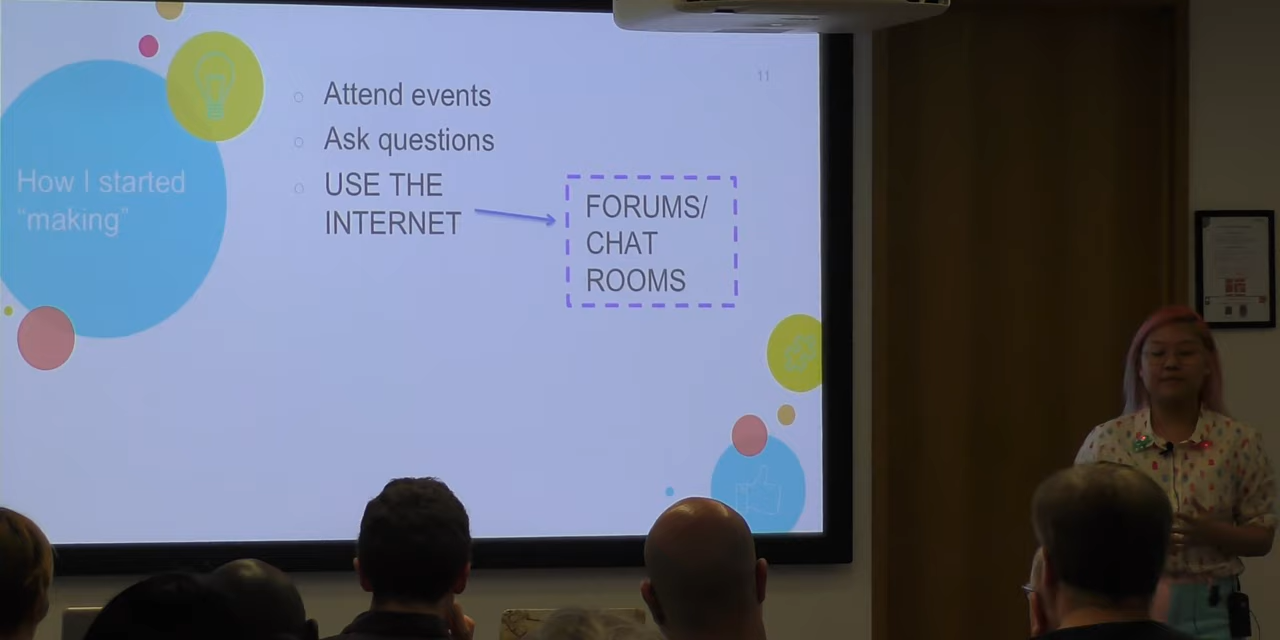 11
Attend events
Ask questions
How I started
"making"
USE THE
INTERNET
FORUMS/
CHAT
ROOMS